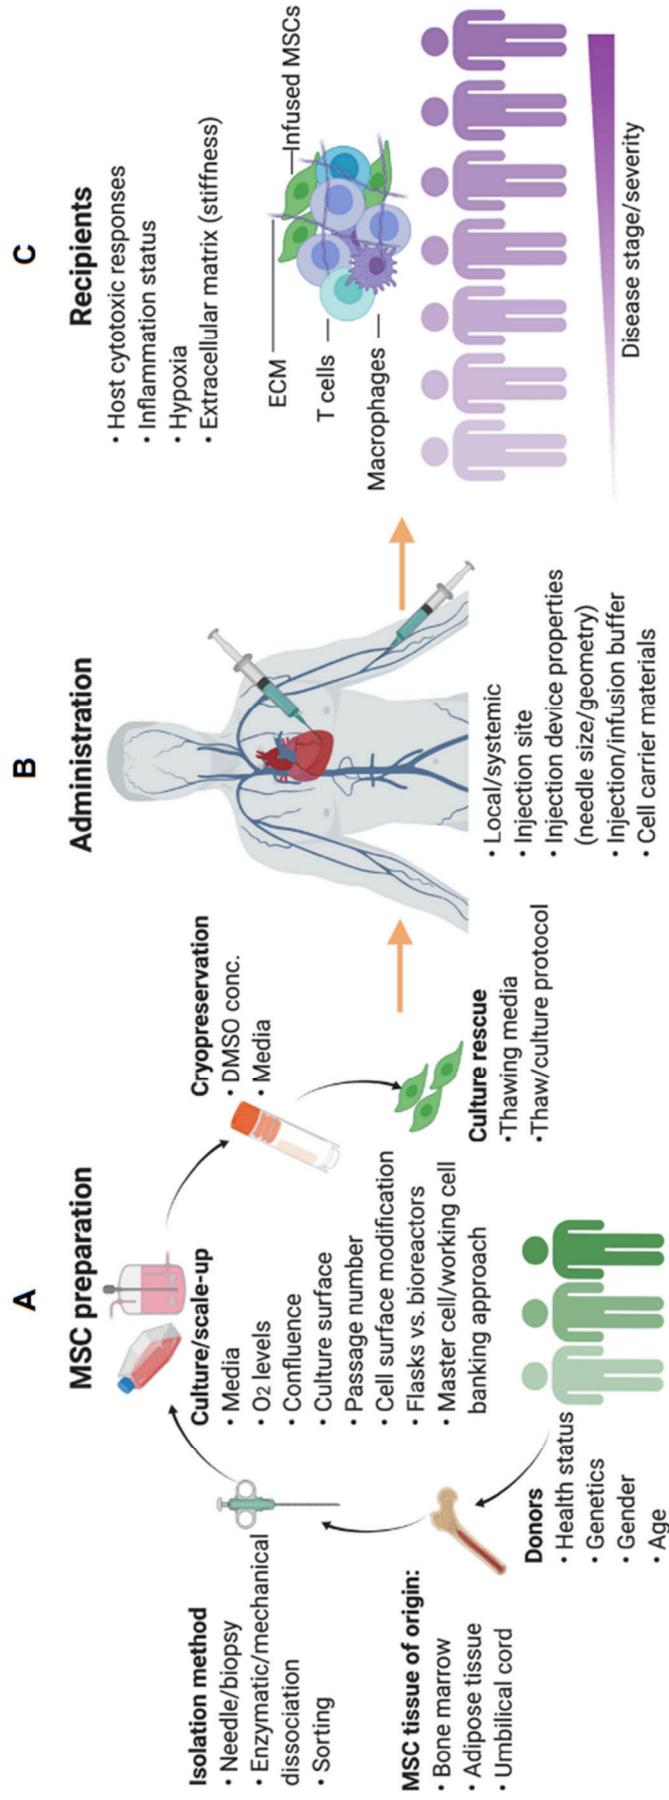 A
MSC preparation
Isolation method
• Needle/biopsy
• Enzymatic/mechanical
dissociation
• Sorting
MSC tissue of origin:
• Bone marrow
• Adipose tissue
• Umbilical cord
Donors
• Health status
• Genetics
• Gender
• Age
Culture/scale-up
• Media
• O2 levels
• Confluence
• Culture surface
• Passage number
• Cell surface modification
• Flasks vs. bioreactors
• Master cell/working cell
banking approach
Cryopreservation
• DMSO conc.
• Media
Culture rescue
•Thawing media
•Thaw/culture protocol
B
Administration
• Local/systemic
• Injection site
• Injection device properties
(needle size/geometry)
• Injection/infusion buffer
• Cell carrier materials
C
Recipients
• Host cytotoxic responses
• Inflammation status
• Hypoxia
• Extracellular matrix (stiffness)
ECM
T cells
Macrophages
Infused MSCs
Disease stage/severity